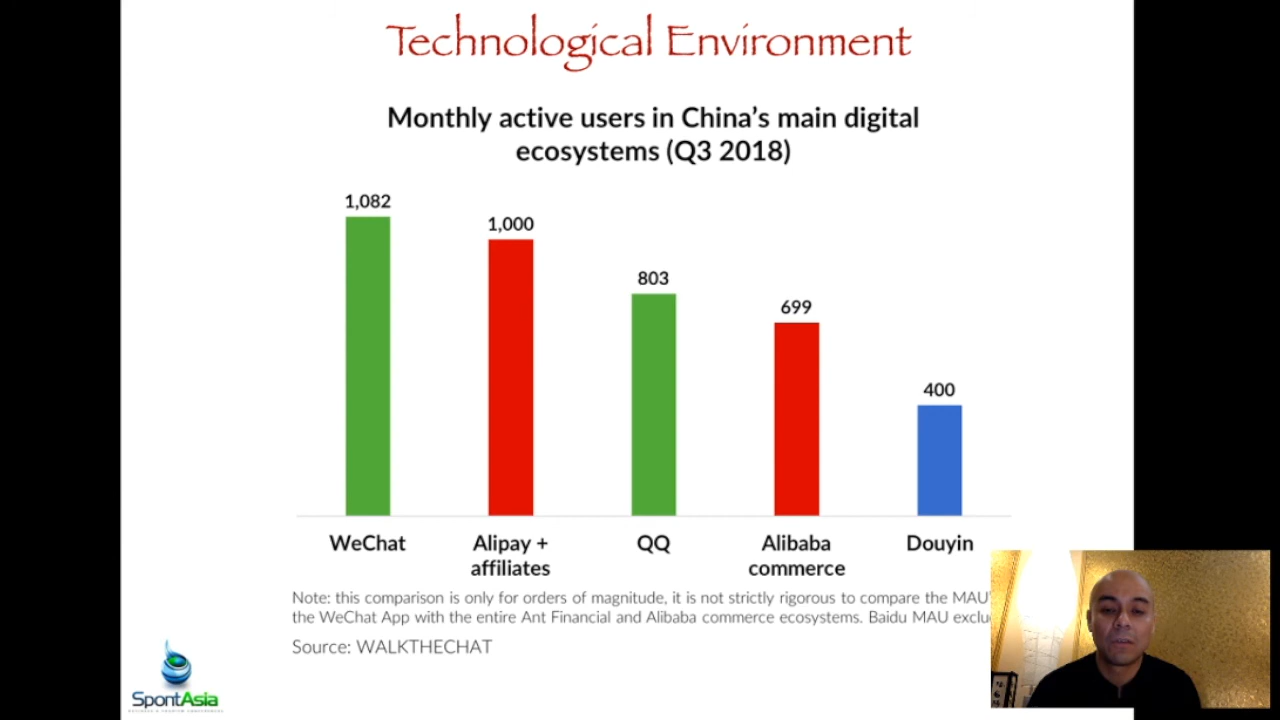 Technological Environment
Monthly active users in China's main digital
ecosystems (Q3 2018)
1,082
1,000
803
699
400
WeChat
Alipay +
affiliates
QQ
Alibaba
commerce
Douyin
Note: this comparison is only for orders of magnitude, it is not strictly rigorous to compare the MAU
the WeChat App with the entire Ant Financial and Alibaba commerce ecosystems. Baidu MAU exclu
Source: WALKTHECHAT
SpontAsia